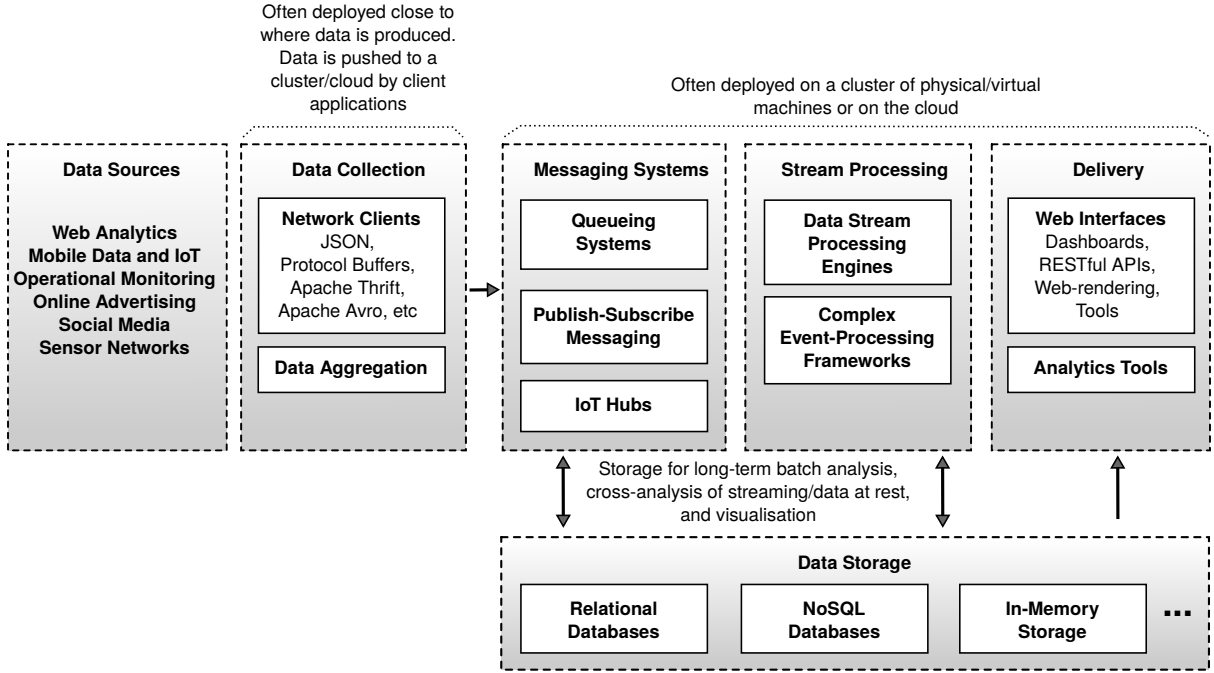 Often deployed close to
where data is produced.
Data is pushed to a
cluster/cloud by client
applications
Often deployed on a cluster of physical/virtual
machines or on the cloud
Data Sources
Web Analytics
Mobile Data and IoT
Operational Monitoring
Online Advertising
Social Media
Sensor Networks
Data Collection
Network Clients
JSON,
Protocol Buffers,
Apache Thrift,
Apache Avro, etc
Data Aggregation
Messaging Systems
Queueing
Systems
Publish-Subscribe
Messaging
IoT Hubs
Stream Processing
Data Stream
Processing
Engines
Complex
Event-Processing
Frameworks
Delivery
Web Interfaces
Dashboards,
RESTful APIs,
Web-rendering,
Tools
Analytics Tools
Storage for long-term batch analysis,
cross-analysis of streaming/data at rest,
and visualisation
Data Storage
Relational
Databases
NoSQL
Databases
In-Memory
Storage
...